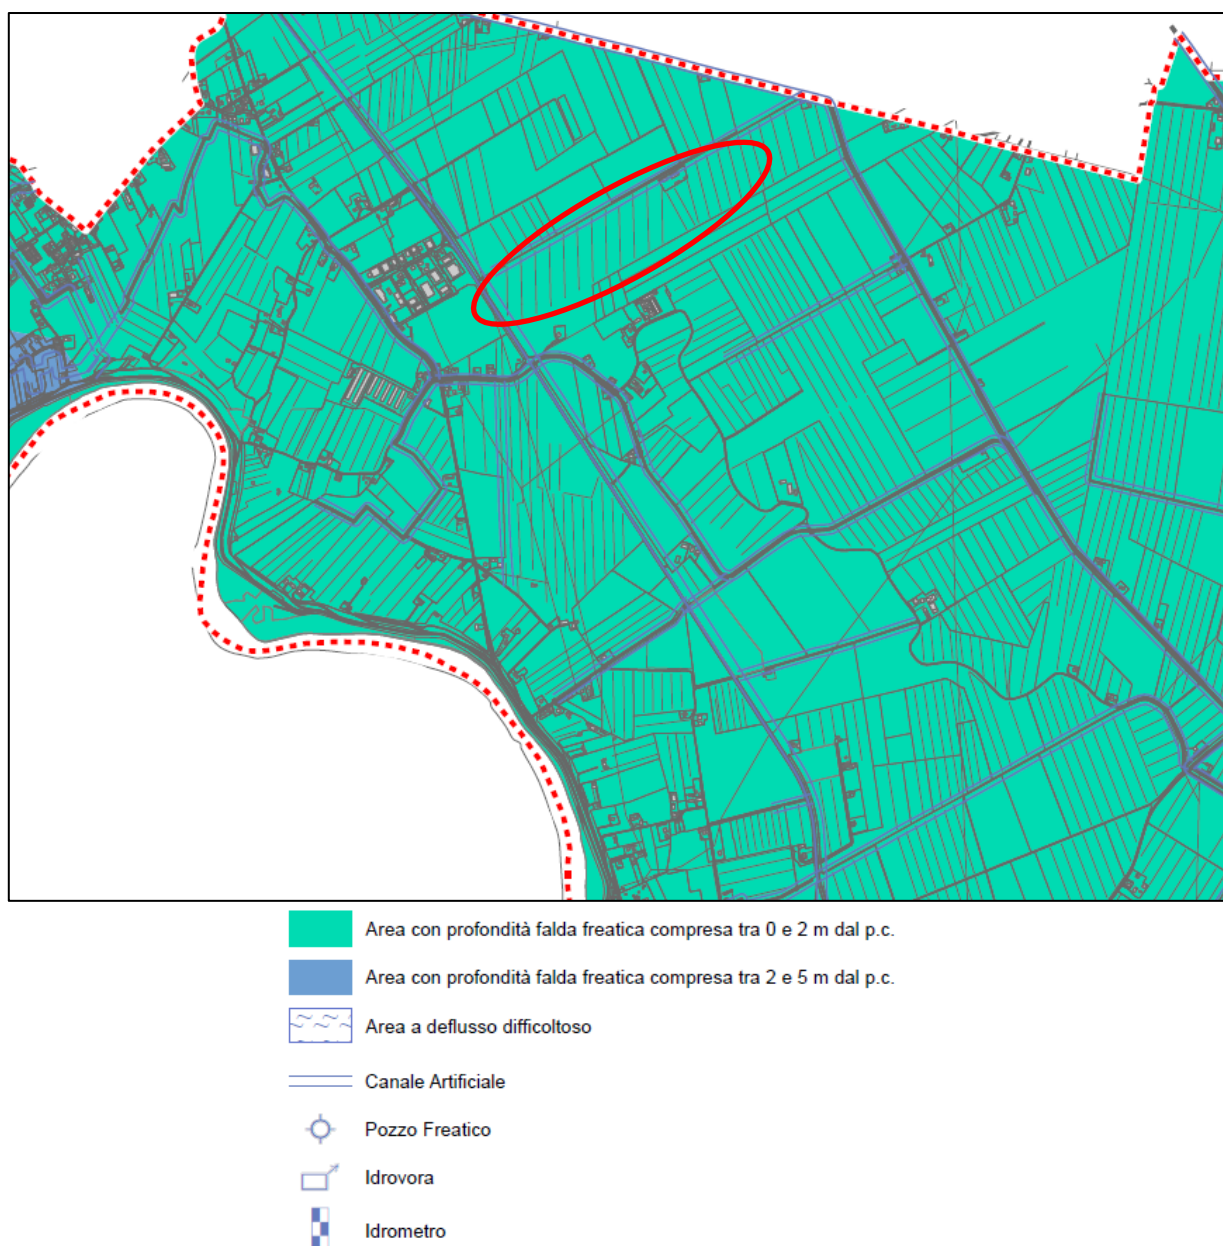 Area con profondità falda freatica compresa tra 0 e 2 m dal p.c.
Area con profondità falda freatica compresa tra 2 e 5 m dal p.c.
Area a deflusso difficoltoso
Canale Artificiale
Pozzo Freatico
Idrovora
Idrometro